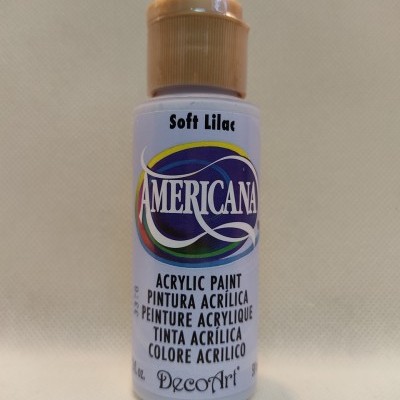 Soft Lilac
AMERICANA
ACRYLIC PAINT
PINTURA ACRÍLICA
PEINTURE ACRYLIQUE
TINTA ACRÍLICA
COLORE ACRILICO
DecoArt